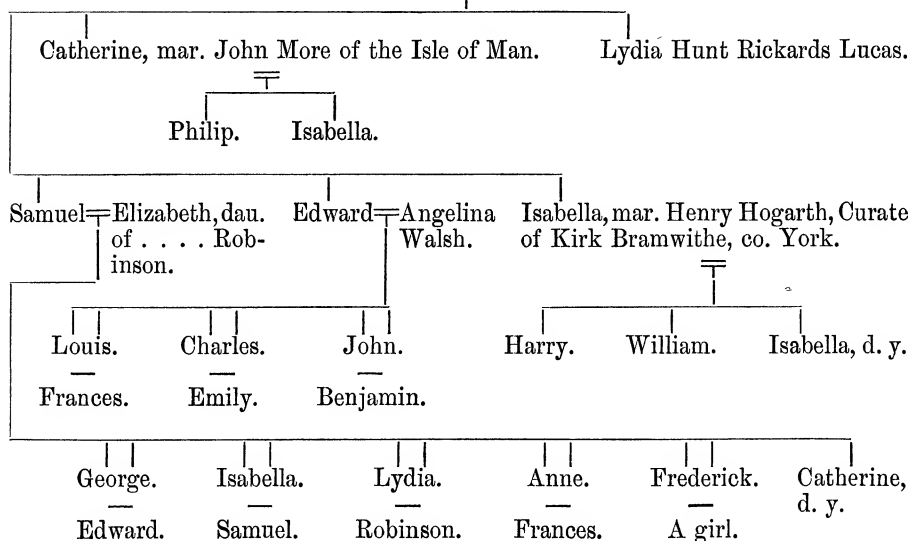 Catherine, mar. John More of the Isle of Man. Lydia Hunt Rickards Lucas.
Philip. Isabella.
Samuel Elizabeth, dau. of . . . . Rob- inson. Edward Angelina Walsh. Isabella, mar. Henry Hogarth, Curate of Kirk Bramwithe, co. York.
Louis. Charles. John. Harry. William. Isabella, d. y.
Frances. Emily. Benjamin.
George. Isabella. Lydia. Anne. Frederick. Catherine, d. y.
Edward. Samuel. Robinson. Frances. A girl.